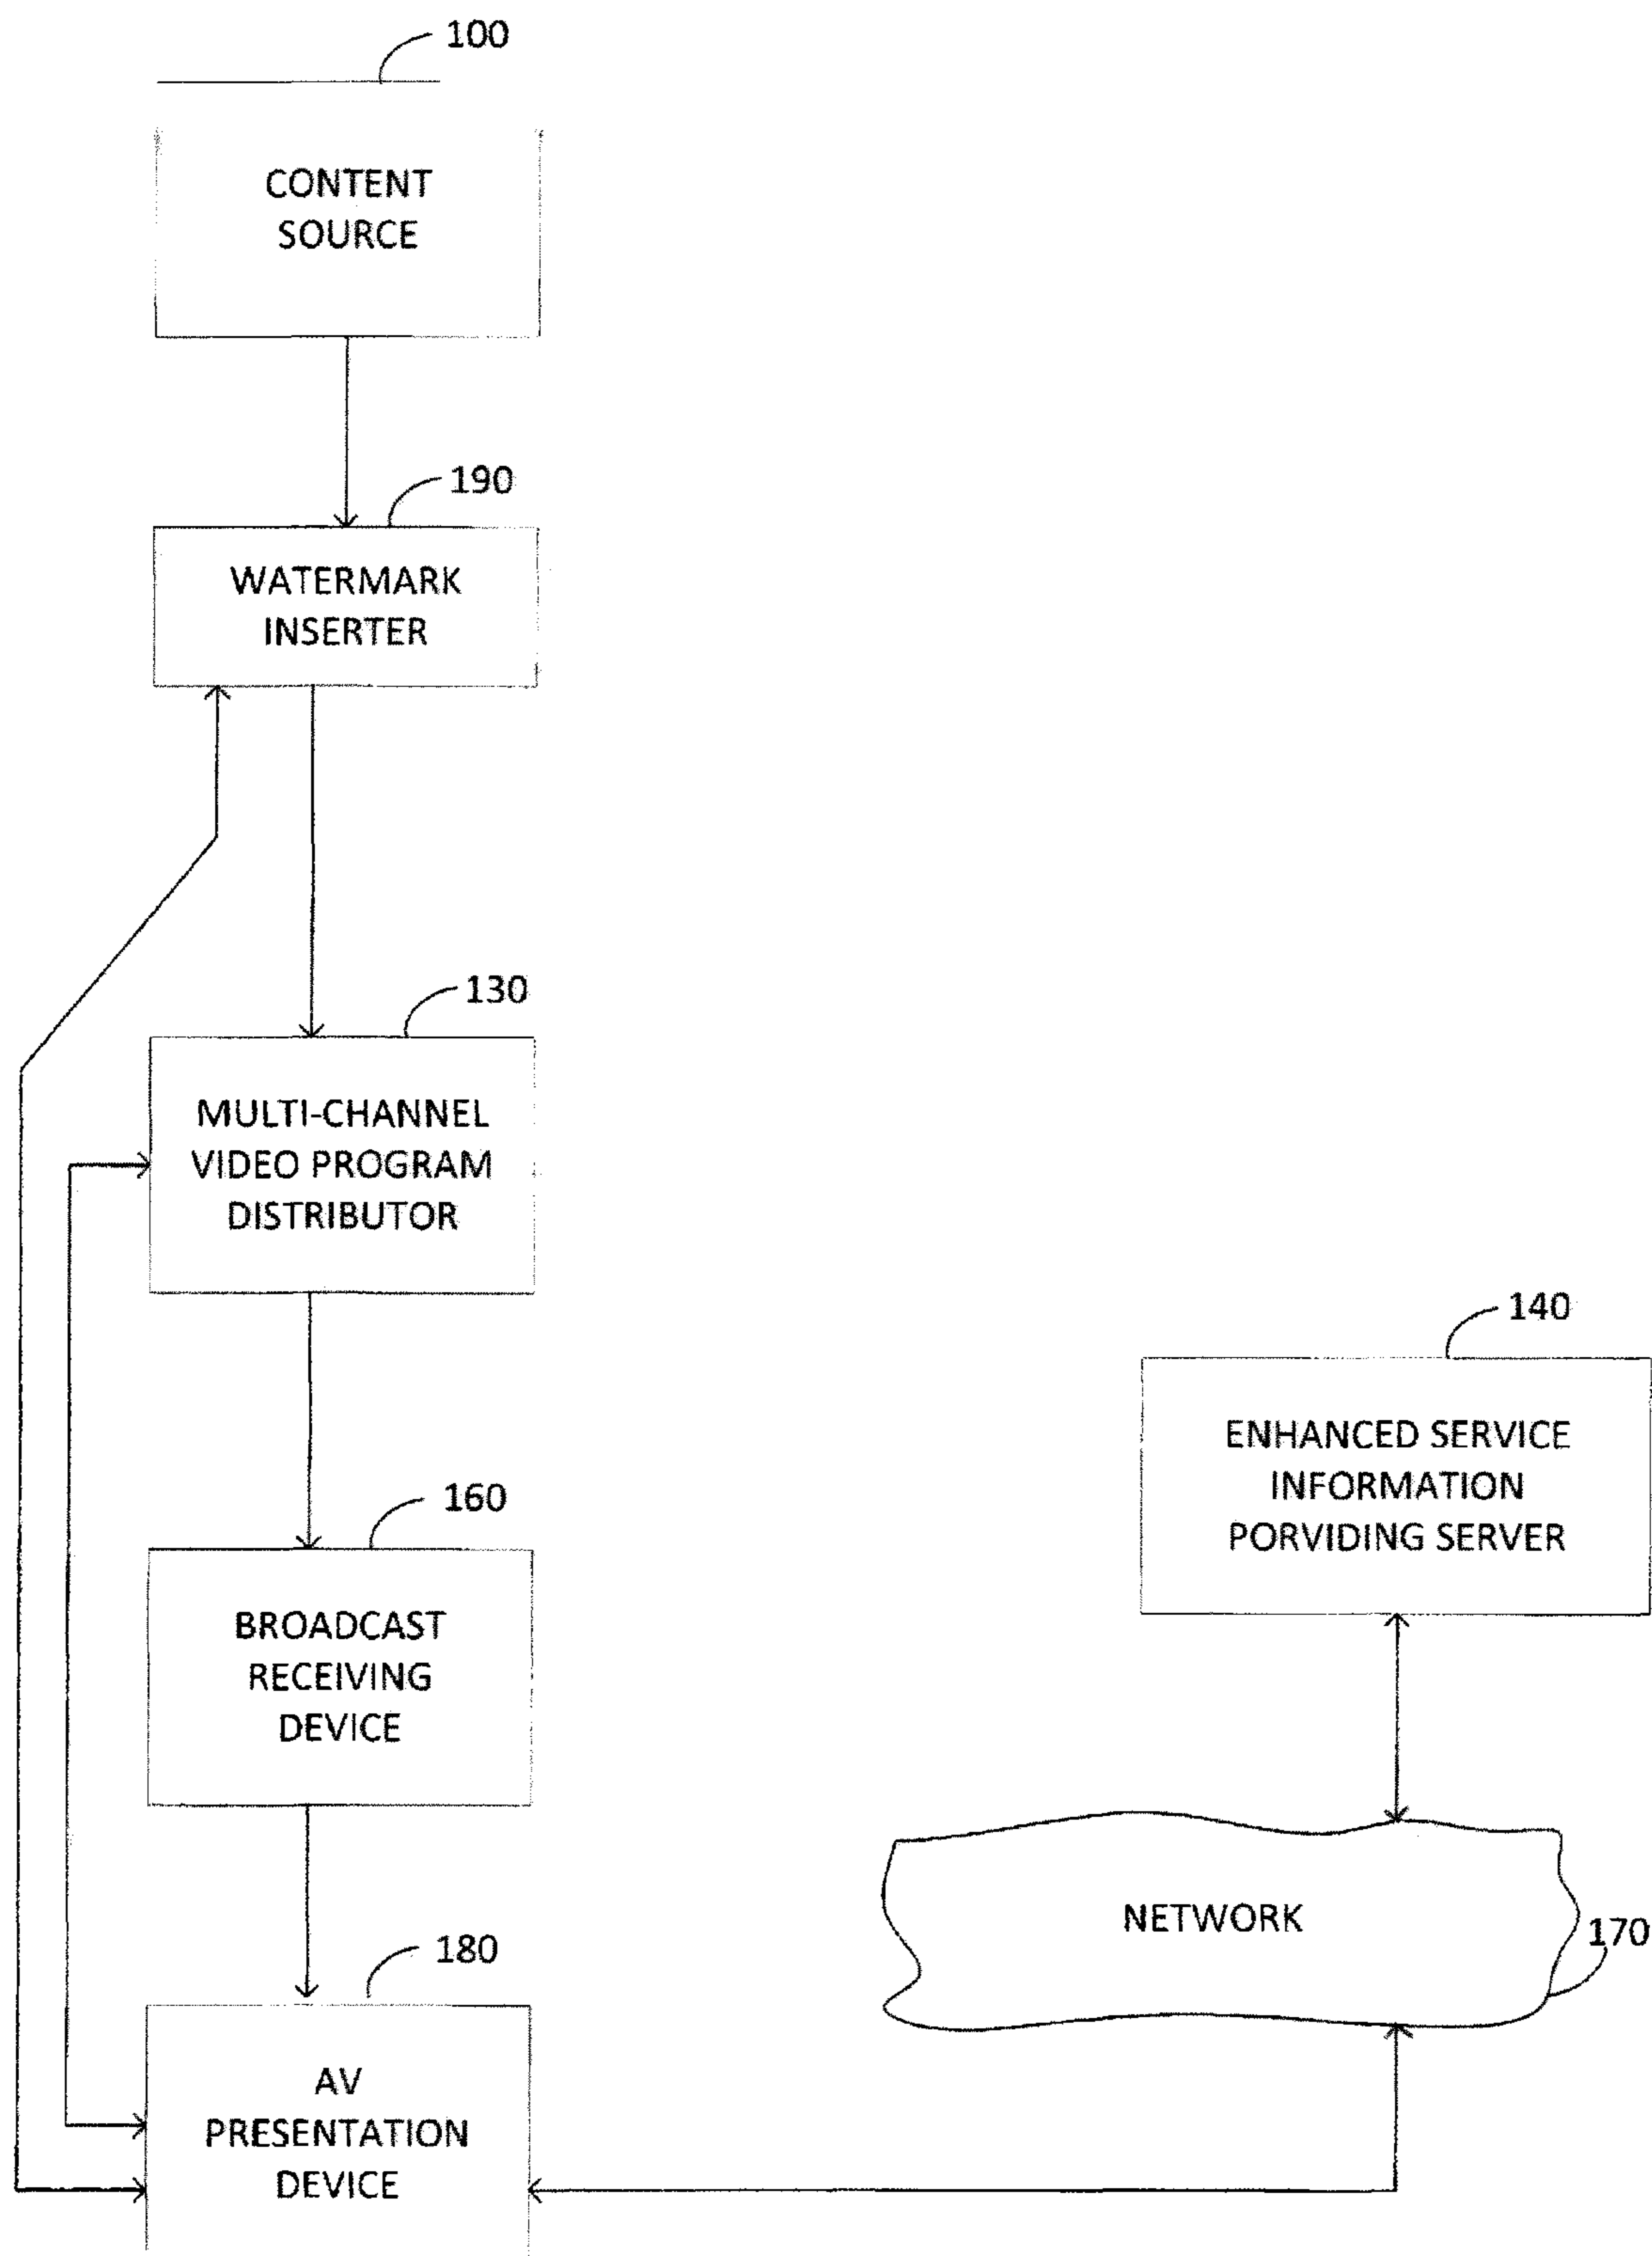 100
CONTENT
SOURCE
190
WATERMARK
INSERTER
130
MULTI-CHANNEL
VIDEO PROGRAM
DISTRIBUTOR
140
ENHANCED SERVICE
INFORMATION
PORVIDING SERVER
160
BROADCAST
RECEIVING
DEVICE
NETWORK
170
180
AV
PRESENTATION
DEVICE